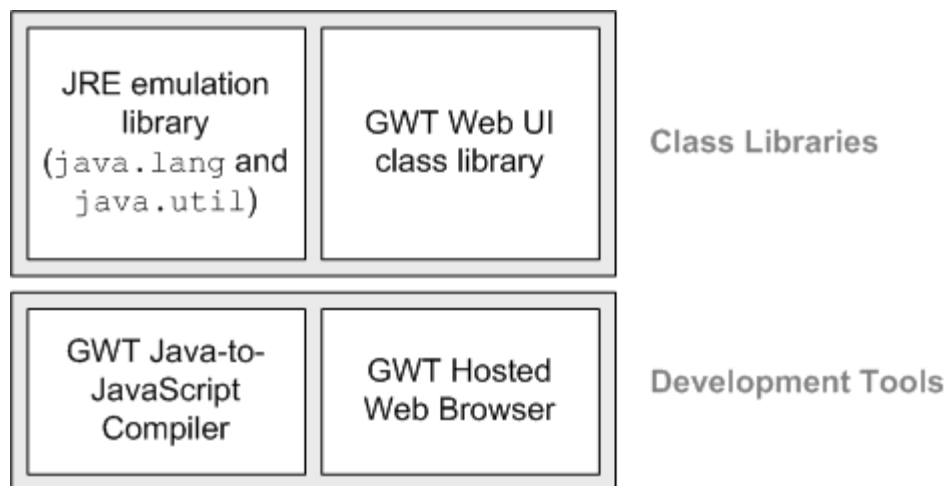 JRE emulation
library
(java.lang and
java.util)
GWT Web UI
class library
Class Libraries
GWT Java-to-
JavaScript
Compiler
GWT Hosted
Web Browser
Development Tools